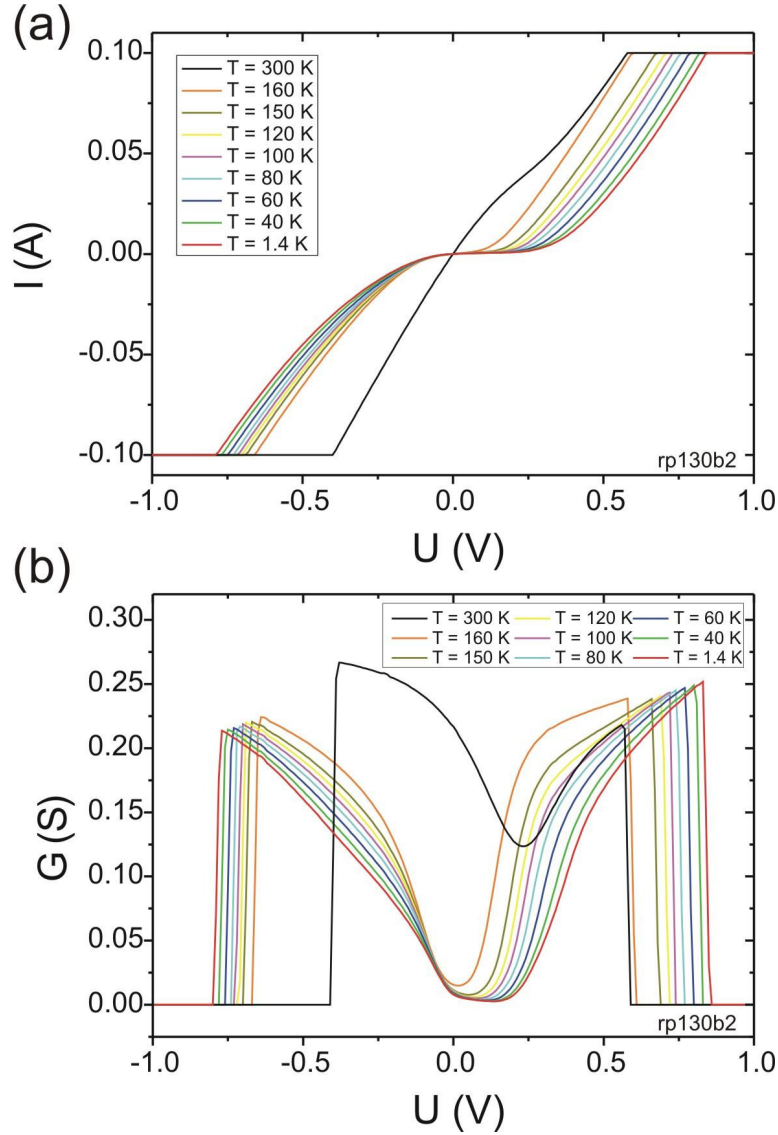 (a)
0.10
0.05
0.00
-0.05
-0.10
I (A)
T = 300 K
T = 160 K
T = 150 K
T = 120 K
T = 100 K
T = 80 K
T = 60 K
T = 40 K
T = 1.4 K
rp130b2
-1.0 -0.5 0.0 0.5 1.0
U (V)
(b)
0.30
0.25
0.20
0.15
0.10
0.05
0.00
G (S)
T = 300 K T = 120 K T = 60 K
T = 160 K T = 100 K T = 40 K
T = 150 K T = 80 K T = 1.4 K
rp130b2
-1.0 -0.5 0.0 0.5 1.0
U (V)